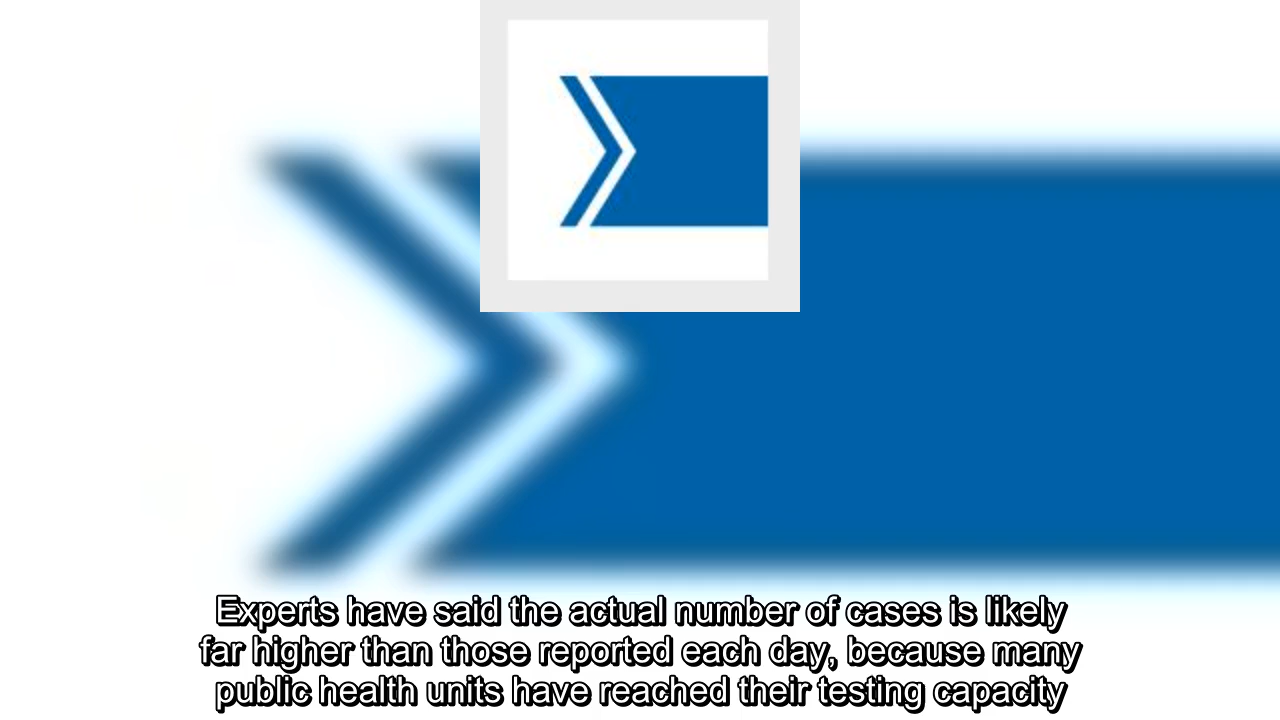 Experts have said the actual number of cases is likely
far higher than those reported each day, because many
public health units have reached their testing capacity